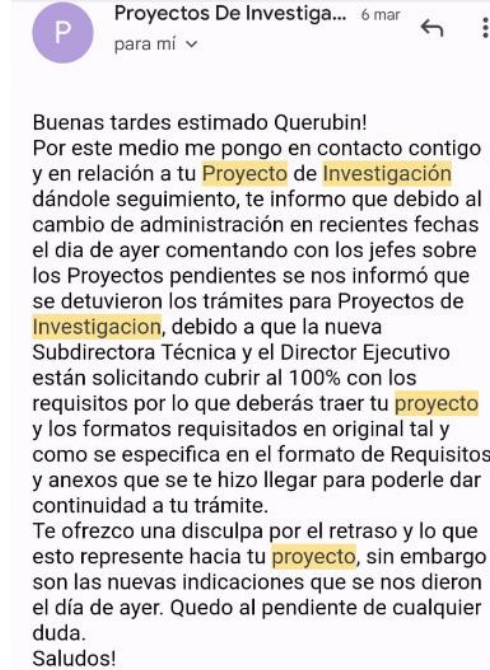 P
Proyectos De Investiga... 6 mar
para mí
Buenas tardes estimado Querubin!
Por este medio me pongo en contacto contigo
y en relación a tu Proyecto de Investigación
dándole seguimiento, te informo que debido al
cambio de administración en recientes fechas
el dia de ayer comentando con los jefes sobre
los Proyectos pendientes se nos informó que
se detuvieron los trámites para Proyectos de
Investigacion, debido a que la nueva
Subdirectora Técnica y el Director Ejecutivo
están solicitando cubrir al 100% con los
requisitos por lo que deberás traer tu proyecto
y los formatos requisitados en original tal y
como se especifica en el formato de Requisitos
y anexos que se te hizo llegar para poderle dar
continuidad a tu trámite.
Te ofrezco una disculpa por el retraso y lo que
esto represente hacia tu proyecto, sin embargo
son las nuevas indicaciones que se nos dieron
el día de ayer. Quedo al pendiente de cualquier
duda.
Saludos!